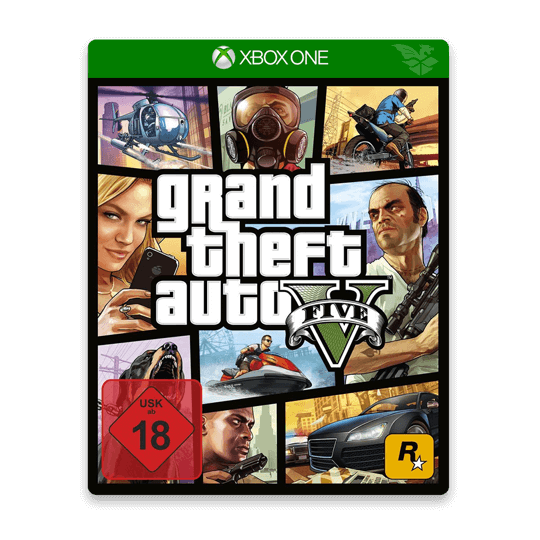 XBOX ONE
grand
theft
auto V
FIVE
USK
ab
18
R